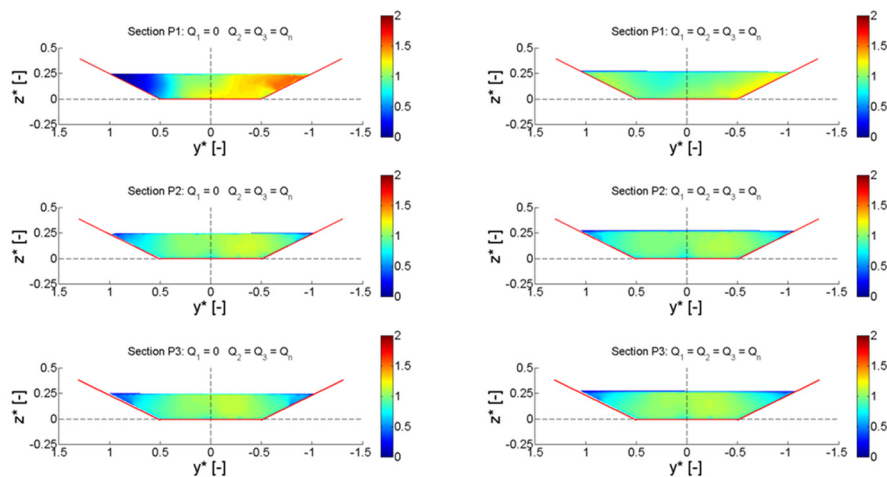 Section P1: Q1 = 0 Q2 = Q3 = Qn
0.5
0.25
0
-0.25
z* [-]
1.5 1 0.5 0 -0.5 -1 -1.5
y* [-]
2
1.5
1
0.5
0
Section P1: Q1 = Q2 = Q3 = Qn
0.5
0.25
0
-0.25
z* [-]
1.5 1 0.5 0 -0.5 -1 -1.5
y* [-]
2
1.5
1
0.5
0
Section P2: Q1 = 0 Q2 = Q3 = Qn
0.5
0.25
0
-0.25
z* [-]
1.5 1 0.5 0 -0.5 -1 -1.5
y* [-]
2
1.5
1
0.5
0
Section P2: Q1 = Q2 = Q3 = Qn
0.5
0.25
0
-0.25
z* [-]
1.5 1 0.5 0 -0.5 -1 -1.5
y* [-]
2
1.5
1
0.5
0
Section P3: Q1 = 0 Q2 = Q3 = Qn
0.5
0.25
0
-0.25
z* [-]
1.5 1 0.5 0 -0.5 -1 -1.5
y* [-]
2
1.5
1
0.5
0
Section P3: Q1 = Q2 = Q3 = Qn
0.5
0.25
0
-0.25
z* [-]
1.5 1 0.5 0 -0.5 -1 -1.5
y* [-]
2
1.5
1
0.5
0